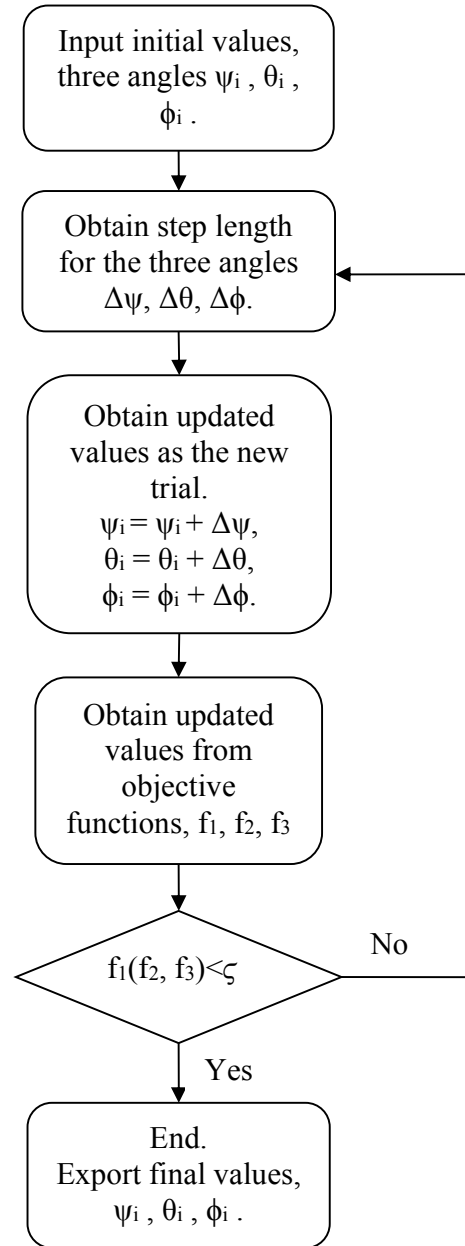 Input initial values,
three angles ψi , θi ,
ϕi .
Obtain step length
for the three angles
Δψ, Δθ, Δϕ.
Obtain updated
values as the new
trial.
ψi = ψi + Δψ,
θi = θi + Δθ,
ϕi = ϕi + Δϕ.
Obtain updated
values from
objective
functions, f1, f2, f3
f1(f2, f3)<ς
No
Yes
End.
Export final values,
ψi , θi , ϕi .